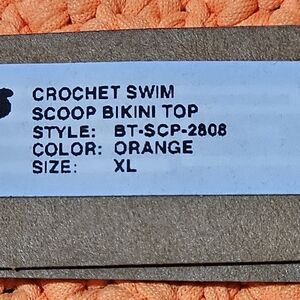 CROCHET SWIM
SCOOP BIKINI TOP
STYLE: BT-SCP-2808
COLOR: ORANGE
SIZE: XL